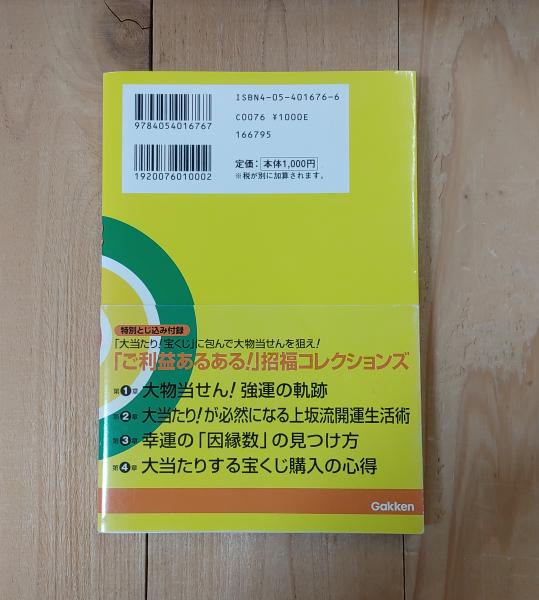 ISBN4-05-401676-6
C0076 ¥1000E
166795
9784054016767
定価：本体1,000円
※税が別に加算されます。
1920076010002
特別とじ込み付録
「大当たり!宝くじ」に包んで大物当せんを狙え!
「ご利益あるある!」招福コレクションズ
第1章 大物当せん! 強運の軌跡
第2章 大当たり!が必然になる上坂流開運生活術
第3章 幸運の「因縁数」の見つけ方
第4章 大当たりする宝くじ購入の心得
Gakken